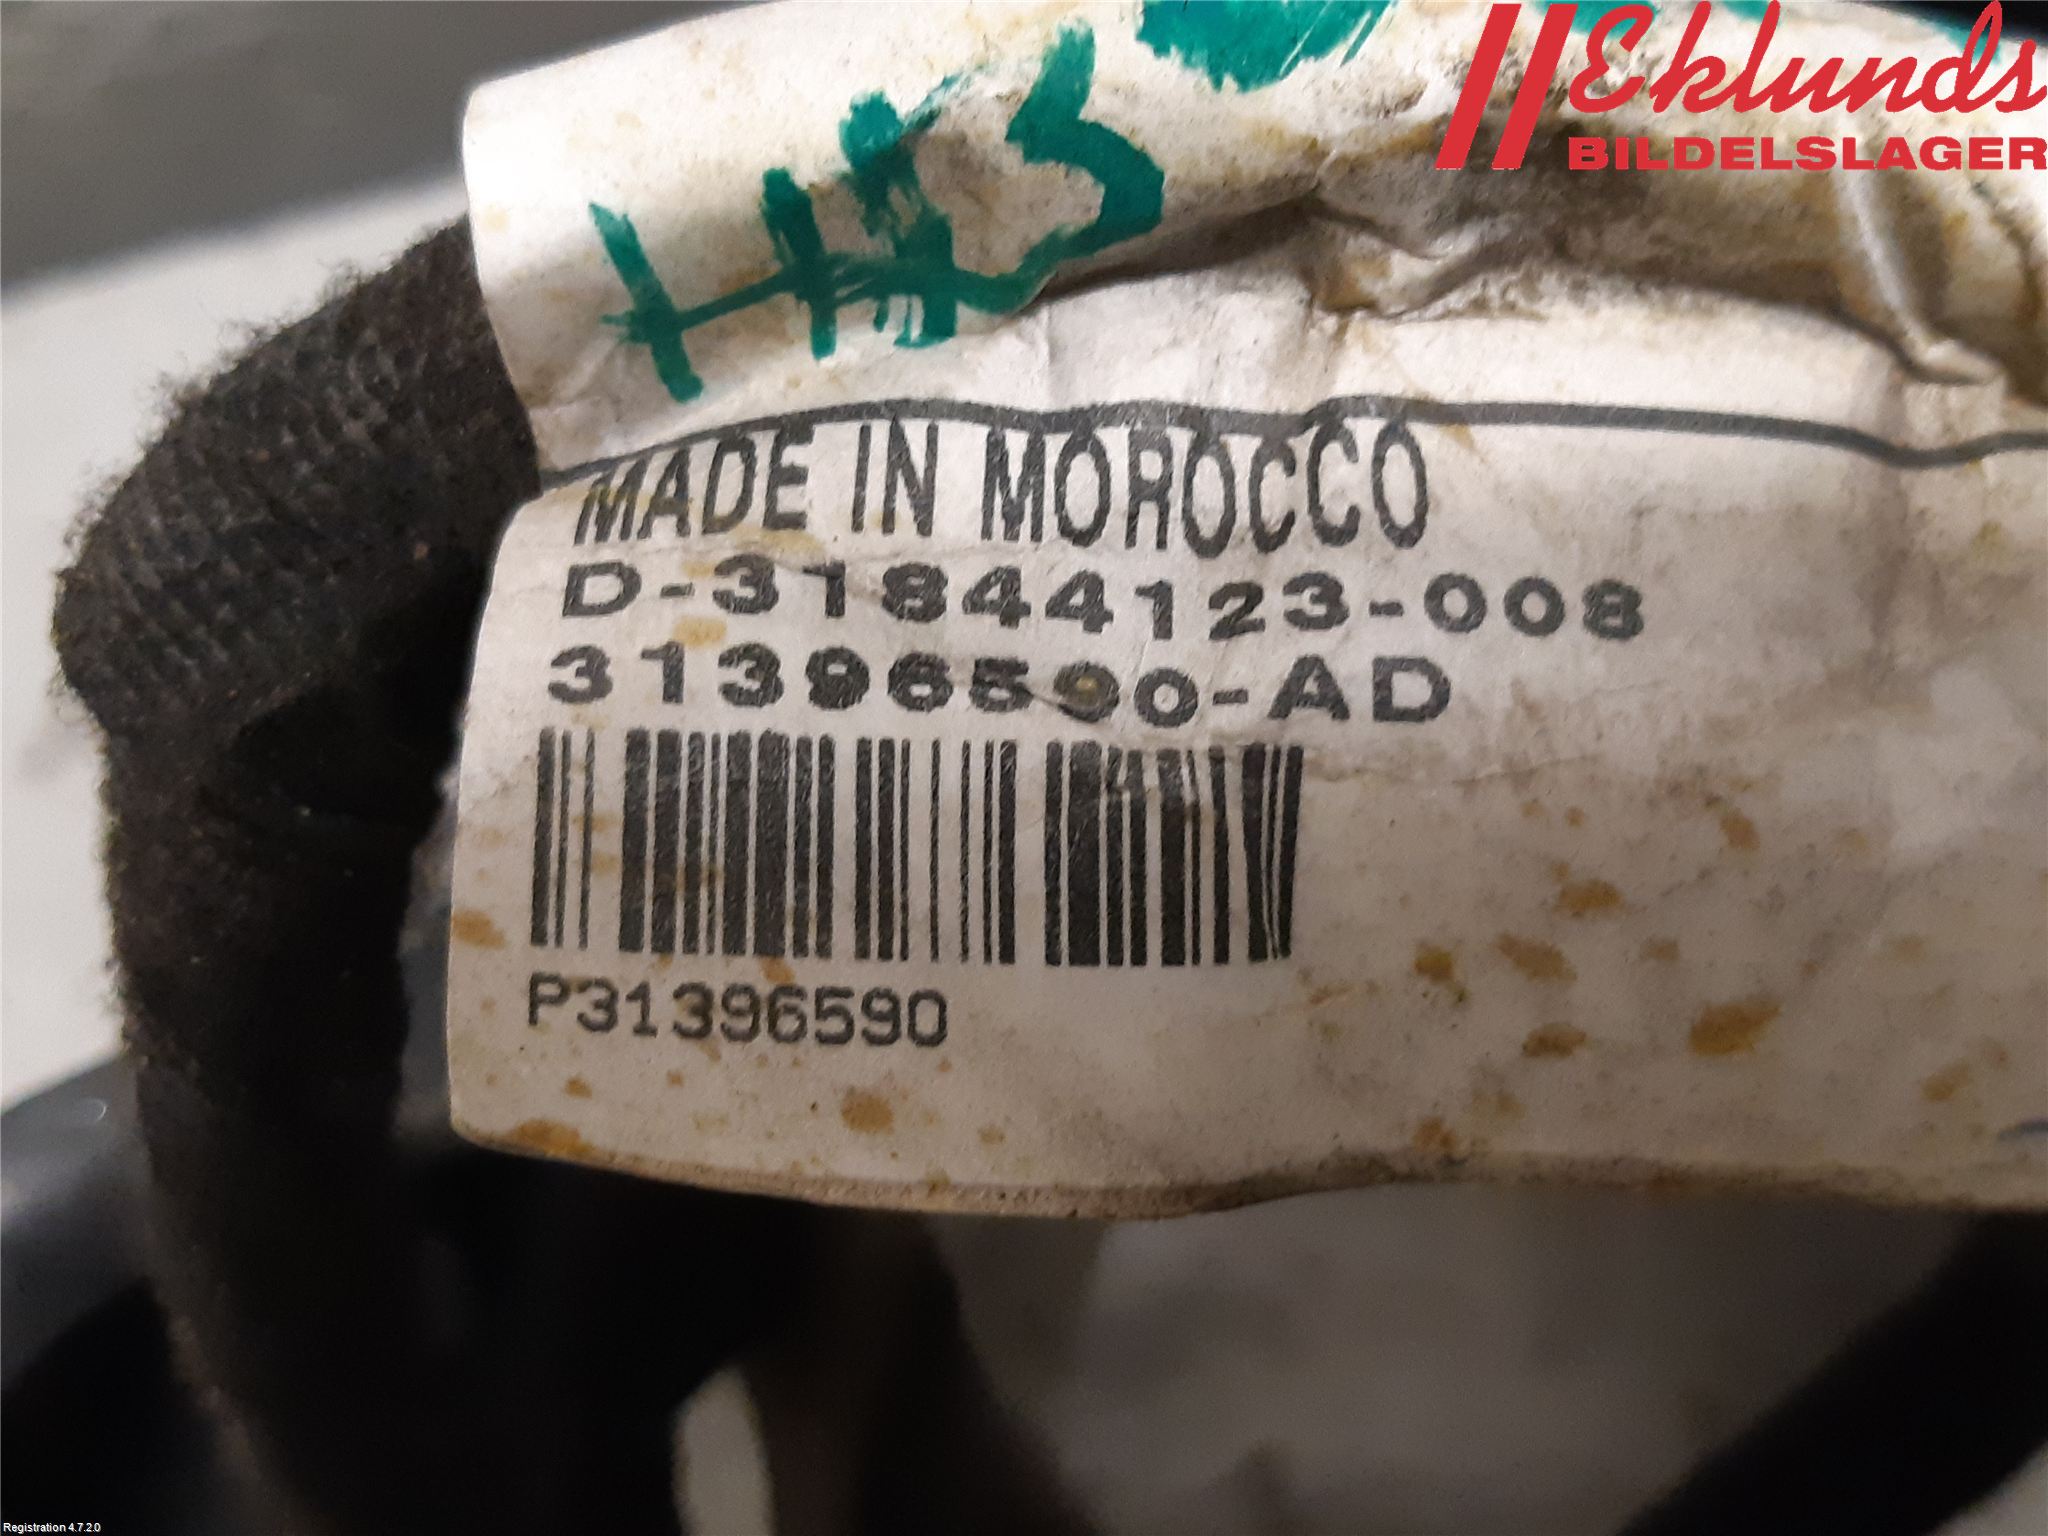 Eklunds
BILDELSLAGER
MADE IN MOROCCO
D-31844123-008
31396590-AD
P31396590
Registration 4.7.2.0